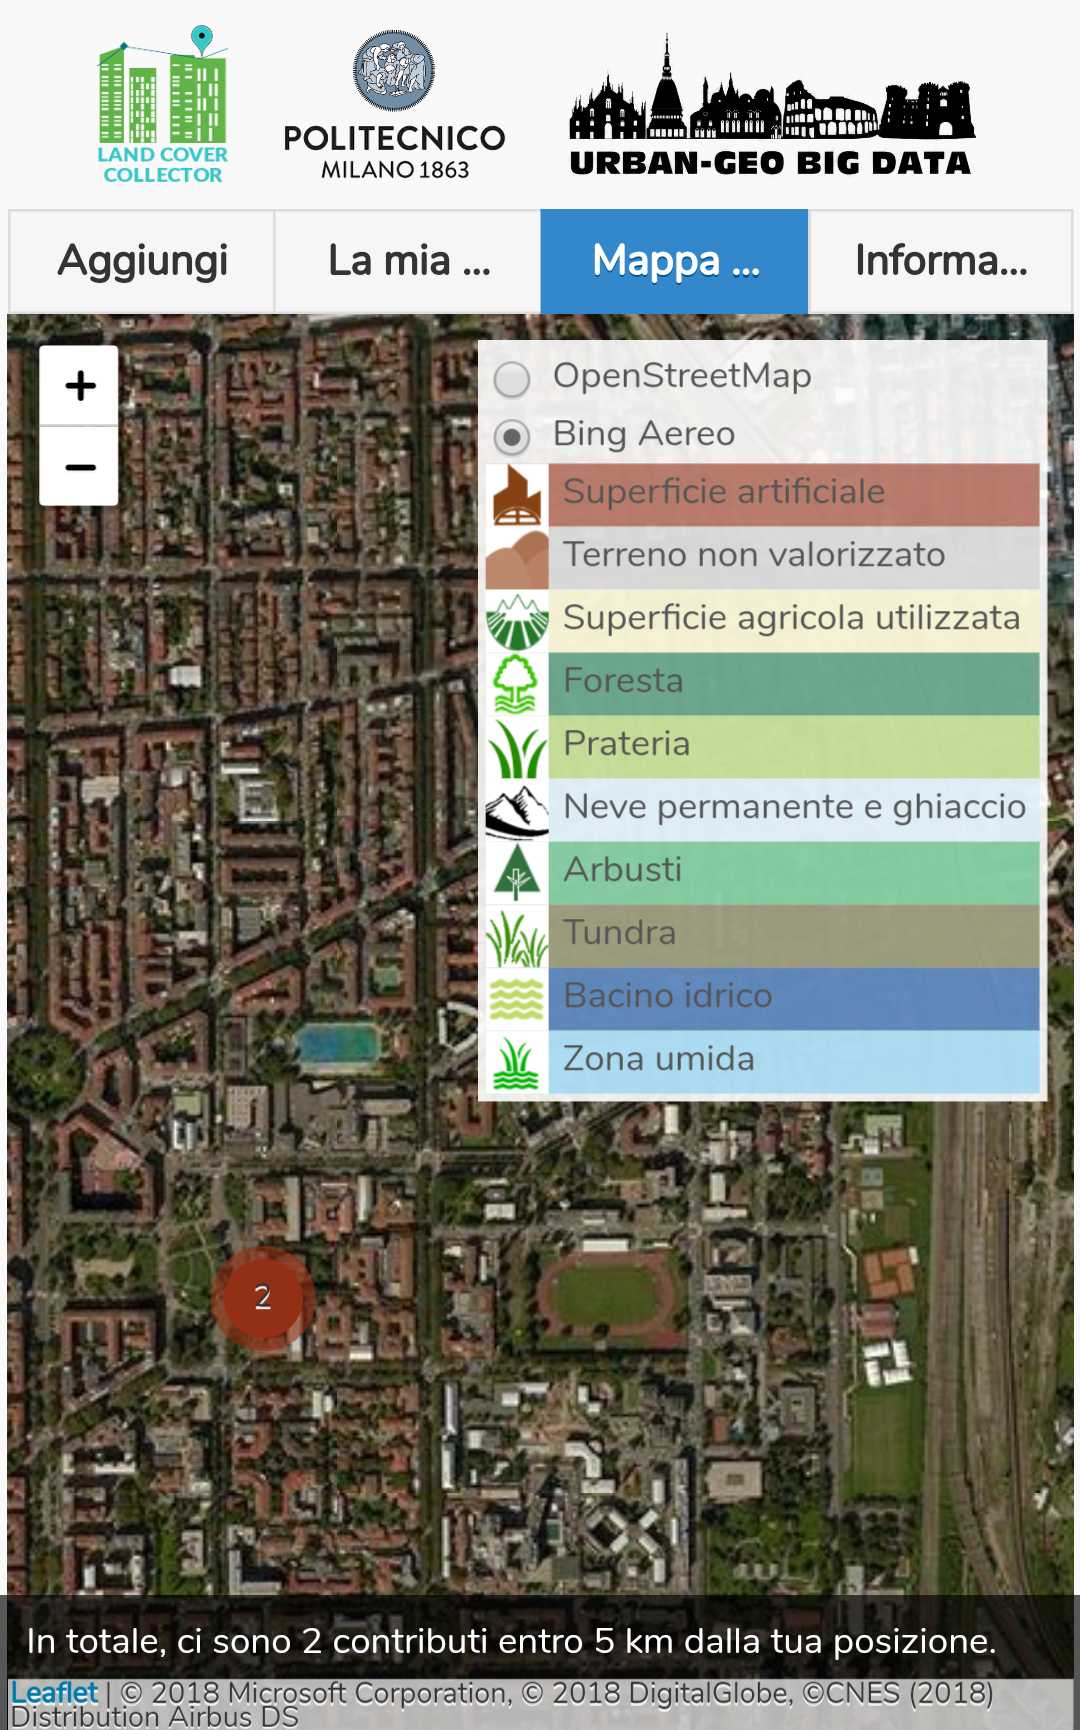 LAND COVER
COLLECTOR
POLITECNICO
MILANO 1863
URBAN-GEO BIG DATA
Aggiungi
La mia ...
Mappa ...
Informa...
+
−
OpenStreetMap
Bing Aereo
Superficie artificiale
Terreno non valorizzato
Superficie agricola utilizzata
Foresta
Prateria
Neve permanente e ghiaccio
Arbusti
Tundra
Bacino idrico
Zona umida
2
In totale, ci sono 2 contributi entro 5 km dalla tua posizione.
Leaflet | © 2018 Microsoft Corporation, © 2018 DigitalGlobe, ©CNES (2018)
Distribution Airbus DS